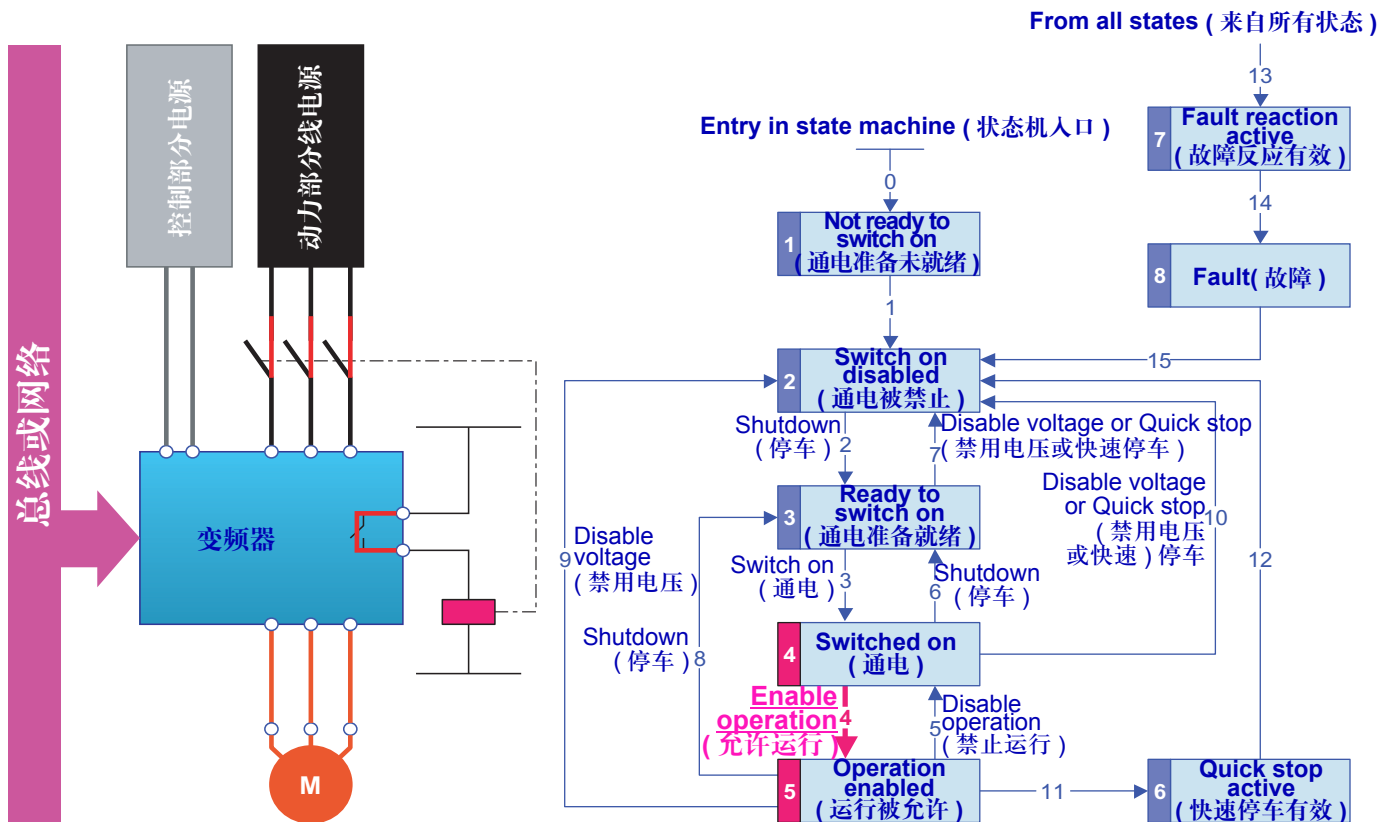 总线或网络
控制部分电源
动力部分线电源
变频器
M
From all states ( 来自所有状态 )
13
7
Fault reaction
active
( 故障反应有效 )
14
8
Fault( 故障 )
15
Entry in state machine ( 状态机入口 )
0
1
Not ready to
switch on
( 通电准备未就绪 )
1
2
Switch on
disabled
( 通电被禁止 )
Shutdown
( 停车 )
2
7
Disable voltage or Quick stop
( 禁用电压或快速停车 )
3
Ready to
switch on
( 通电准备就绪 )
Disable voltage
or Quick stop
( 禁用电压
或快速 ) 停车
10
12
9
Disable
voltage
( 禁用电压 )
Switch on
( 通电 )
3
6
Shutdown
( 停车 )
Shutdown
( 停车 )
8
4
Switched on
( 通电 )
Enable
operation
( 允许运行 )
4
5
Disable
operation
( 禁止运行 )
5
Operation
enabled
( 运行被允许 )
11
6
Quick stop
active
( 快速停车有效 )